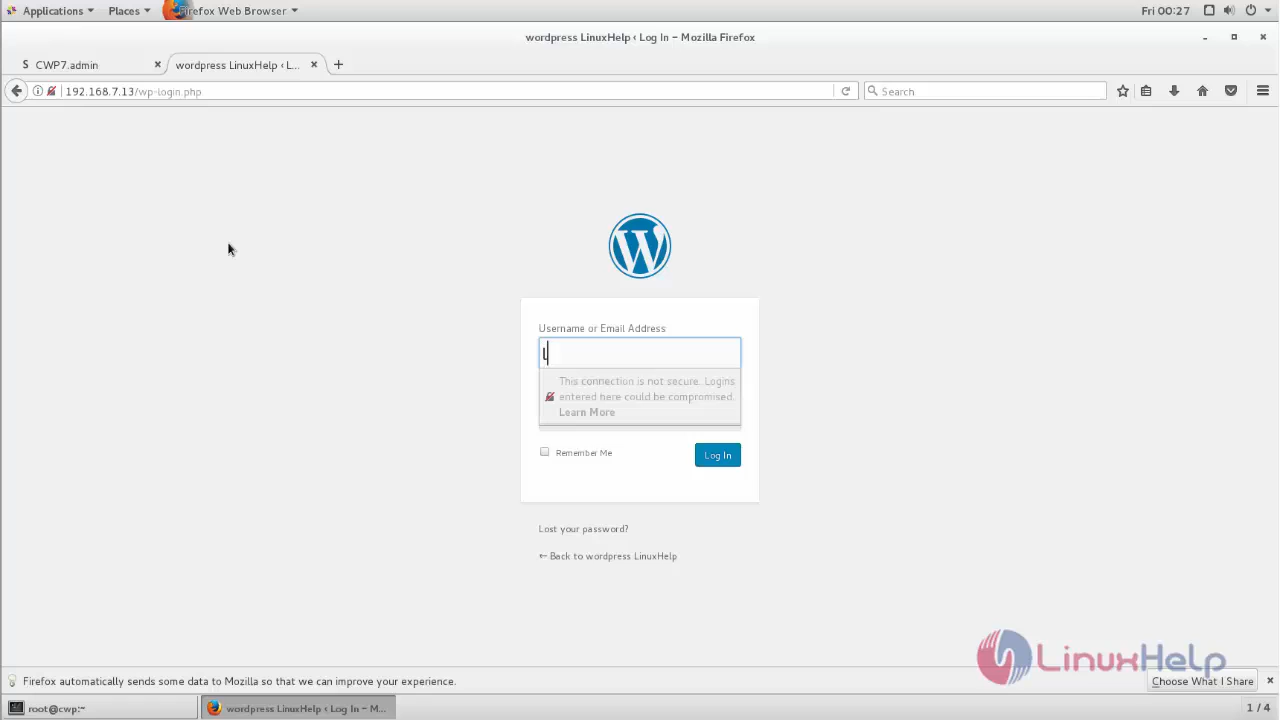 Applications Places Firefox Web Browser Fri 00:27
wordpress LinuxHelp ‹ Log In - Mozilla Firefox
S CWP7.admin wordpress LinuxHelp ‹ L...
192.168.7.13/wp-login.php Search
W
Username or Email Address
L
This connection is not secure. Logins
entered here could be compromised.
Learn More
Remember Me Log In
Lost your password?
← Back to wordpress LinuxHelp
LinuxHelp
Firefox automatically sends some data to Mozilla so that we can improve your experience. Choose What I Share
root@cwp:~ wordpress LinuxHelp ‹ Log In - M... 1 / 4